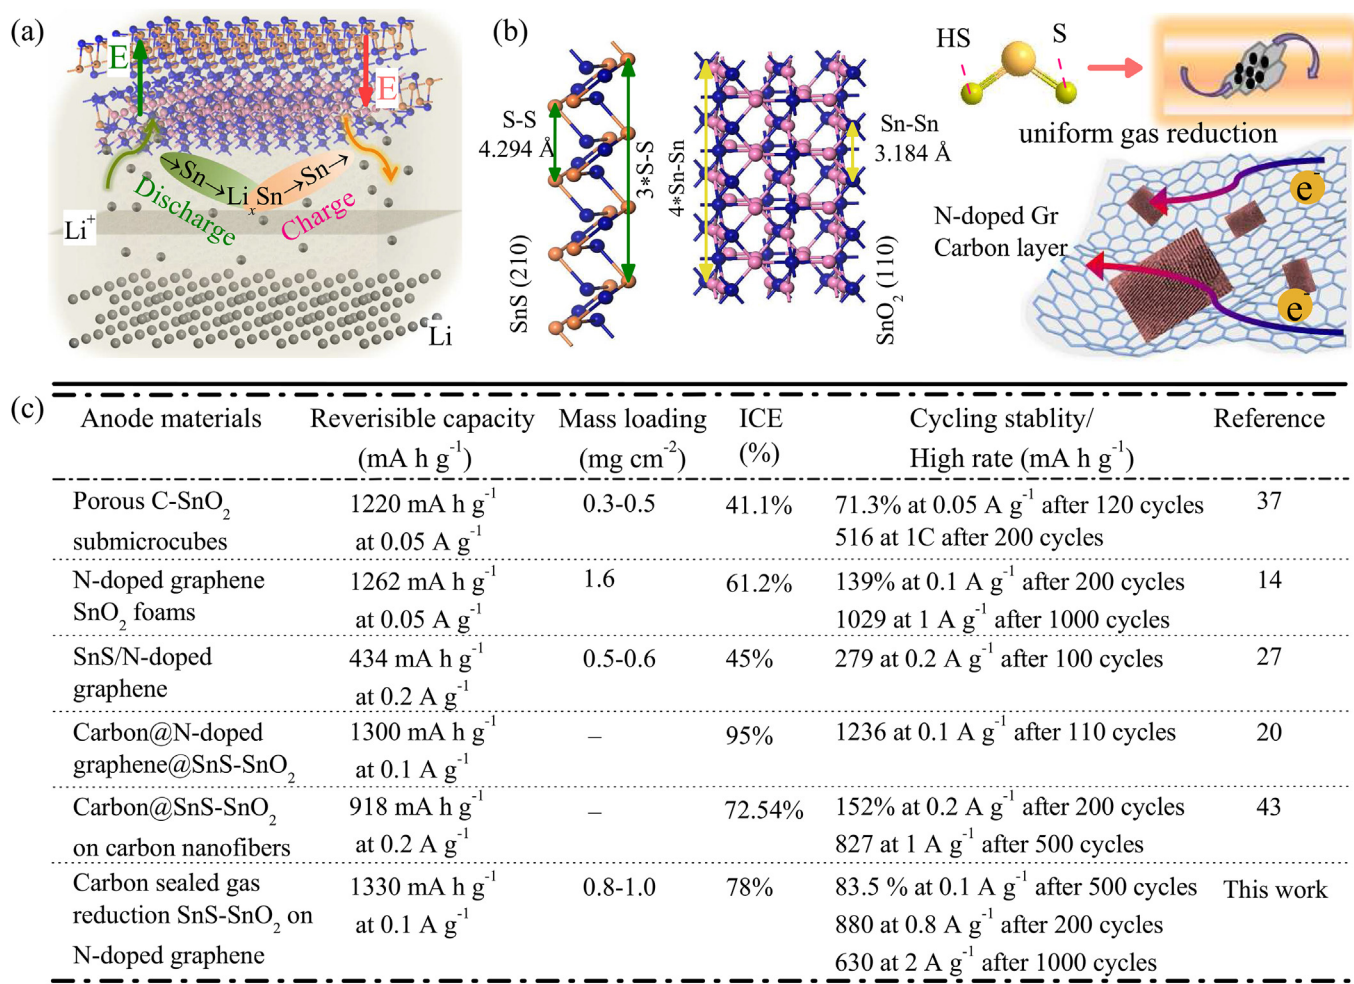 (a)
E
E
→Sn→Li<sub>x</sub>Sn→Sn→
Discharge
Charge
Li⁺
Li
(b)
S-S
4.294 Å
3*S-S
SnS (210)
4*Sn-Sn
Sn-Sn
3.184 Å
SnO₂ (110)
HS
S
uniform gas reduction
N-doped Gr
Carbon layer
e⁻
e⁻
(c)
Anode materials Reversible capacity Mass loading ICE Cycling stablity/ Reference
(mA h g⁻¹) (mg cm⁻²) (%) High rate (mA h g⁻¹)
Porous C-SnO₂ 1220 mA h g⁻¹ 0.3-0.5 41.1% 71.3% at 0.05 A g⁻¹ after 120 cycles 37
submicrocubes at 0.05 A g⁻¹ 516 at 1C after 200 cycles
N-doped graphene 1262 mA h g⁻¹ 1.6 61.2% 139% at 0.1 A g⁻¹ after 200 cycles 14
SnO₂ foams at 0.05 A g⁻¹ 1029 at 1 A g⁻¹ after 1000 cycles
SnS/N-doped 434 mA h g⁻¹ 0.5-0.6 45% 279 at 0.2 A g⁻¹ after 100 cycles 27
graphene at 0.2 A g⁻¹
Carbon@N-doped 1300 mA h g⁻¹ – 95% 1236 at 0.1 A g⁻¹ after 110 cycles 20
graphene@SnS-SnO₂ at 0.1 A g⁻¹
Carbon@SnS-SnO₂ 918 mA h g⁻¹ – 72.54% 152% at 0.2 A g⁻¹ after 200 cycles 43
on carbon nanofibers at 0.2 A g⁻¹ 827 at 1 A g⁻¹ after 500 cycles
Carbon sealed gas 1330 mA h g⁻¹ 0.8-1.0 78% 83.5 % at 0.1 A g⁻¹ after 500 cycles This work
reduction SnS-SnO₂ on at 0.1 A g⁻¹ 880 at 0.8 A g⁻¹ after 200 cycles
N-doped graphene 630 at 2 A g⁻¹ after 1000 cycles